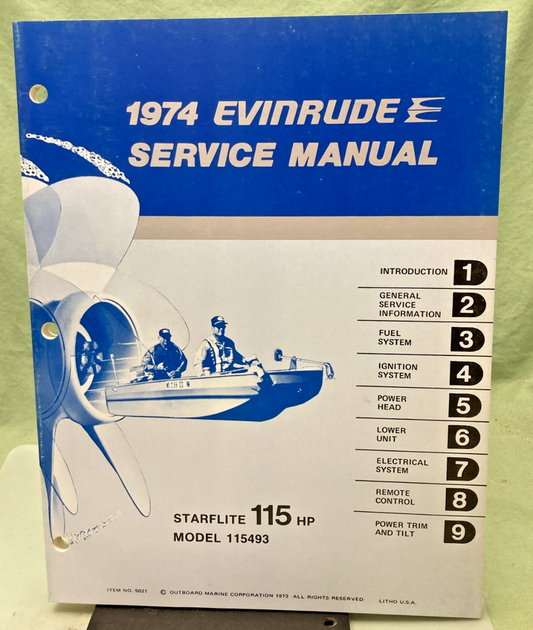 1974 EVINRUDE
SERVICE MANUAL
INTRODUCTION 1
GENERAL
SERVICE
INFORMATION 2
FUEL
SYSTEM 3
IGNITION
SYSTEM 4
POWER
HEAD 5
LOWER
UNIT 6
ELECTRICAL
SYSTEM 7
REMOTE
CONTROL 8
POWER TRIM
AND TILT 9
STARFLITE 115 HP
MODEL 115493
ITEM NO. 5021 © OUTBOARD MARINE CORPORATION 1973 ALL RIGHTS RESERVED LITHO U.S.A.